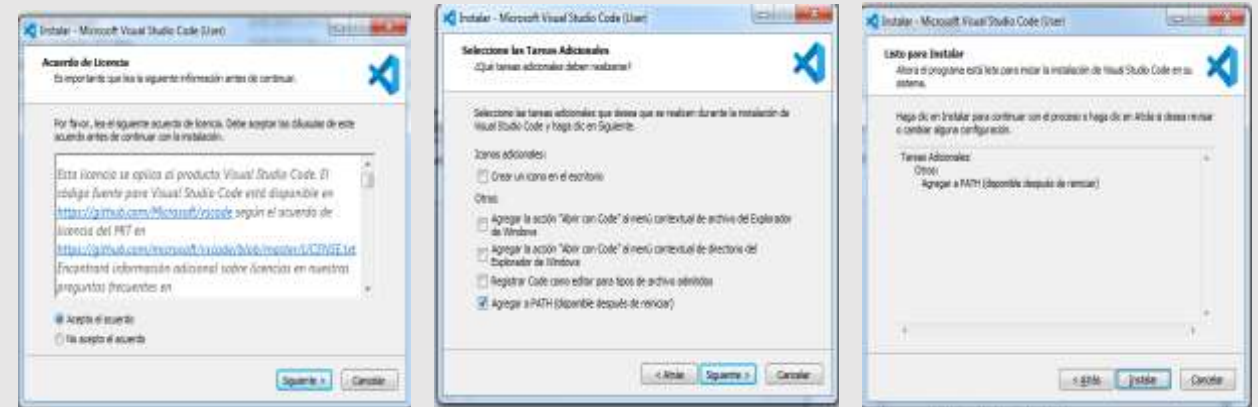 Instalar - Microsoft Visual Studio Code (User)
Acuerdo de Licencia
Es importante que lea la siguiente información antes de continuar.
Por favor, lea el siguiente acuerdo de licencia. Debe aceptar las cláusulas de este
acuerdo antes de continuar con la instalación.
Esta licencia se aplica al producto Visual Studio Code. El
código fuente para Visual Studio Code está disponible en
https://github.com/Microsoft/vscode según el acuerdo de
licencia del MIT en
https://github.com/microsoft/vscode/blob/master/LICENSE.txt
Encontrará información adicional sobre licencias en nuestras
preguntas frecuentes en
Acepto el acuerdo
No acepto el acuerdo
Siguiente >
Cancelar
Instalar - Microsoft Visual Studio Code (User)
Seleccione las Tareas Adicionales
¿Qué tareas adicionales deben realizarse?
Seleccione las tareas adicionales que desea que se realicen durante la instalación de
Visual Studio Code y haga clic en Siguiente.
Iconos adicionales:
Crear un icono en el escritorio
Otros:
Agregar la acción "Abrir con Code" al menú contextual de archivo del Explorador
de Windows
Agregar la acción "Abrir con Code" al menú contextual de directorio del
Explorador de Windows
Registrar Code como editor para tipos de archivo admitidos
Agregar a PATH (disponible después de reiniciar)
< Atrás
Siguiente >
Cancelar
Instalar - Microsoft Visual Studio Code (User)
Listo para Instalar
Ahora el programa está listo para iniciar la instalación de Visual Studio Code en su
sistema.
Haga clic en Instalar para continuar con el proceso o haga clic en Atrás si desea revisar
o cambiar alguna configuración.
Tareas Adicionales:
Otros:
Agregar a PATH (disponible después de reiniciar)
< Atrás
Instalar
Cancelar